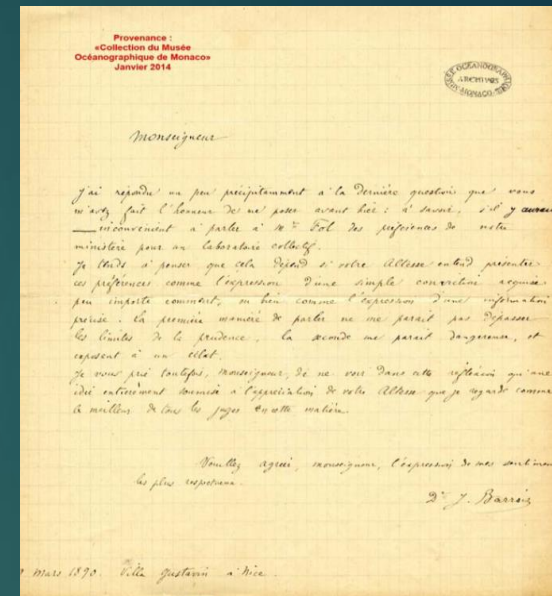 Provenance :
«Collection du Musée
Océanographique de Monaco»
Janvier 2014
MUSÉE OCÉANOGRAPHIQUE
ARCHIVES
MONACO
Monseigneur
J'ai répondu un peu précipitamment à la dernière question que vous
m'avez fait l'honneur de me poser avant hier : à savoir, s'il y aurait
inconvénient à parler à Mr Fol des préférences de notre
ministère pour un laboratoire collectif.
Je tends à penser que cela dépend si votre Altesse entend présenter
ces préférences comme l'expression d'une simple conviction acquise
peu importe comment, ou bien comme l'expression d'une information
précise. La première manière de parler ne me paraît pas dépasser
les limites de la prudence, la seconde me paraît dangereuse, et
exposant à un éclat.
Je vous prie toutefois, monseigneur, de ne voir dans cette réflexion qu'une
idée entièrement soumise à l'appréciation de votre Altesse que je regarde comme
le meilleur de tous les juges en cette matière.
Veuillez agréer, monseigneur, l'expression de mes sentiments
les plus respectueux.
Dr J. Barrois
mars 1890. Villa Gustavin à Nice.